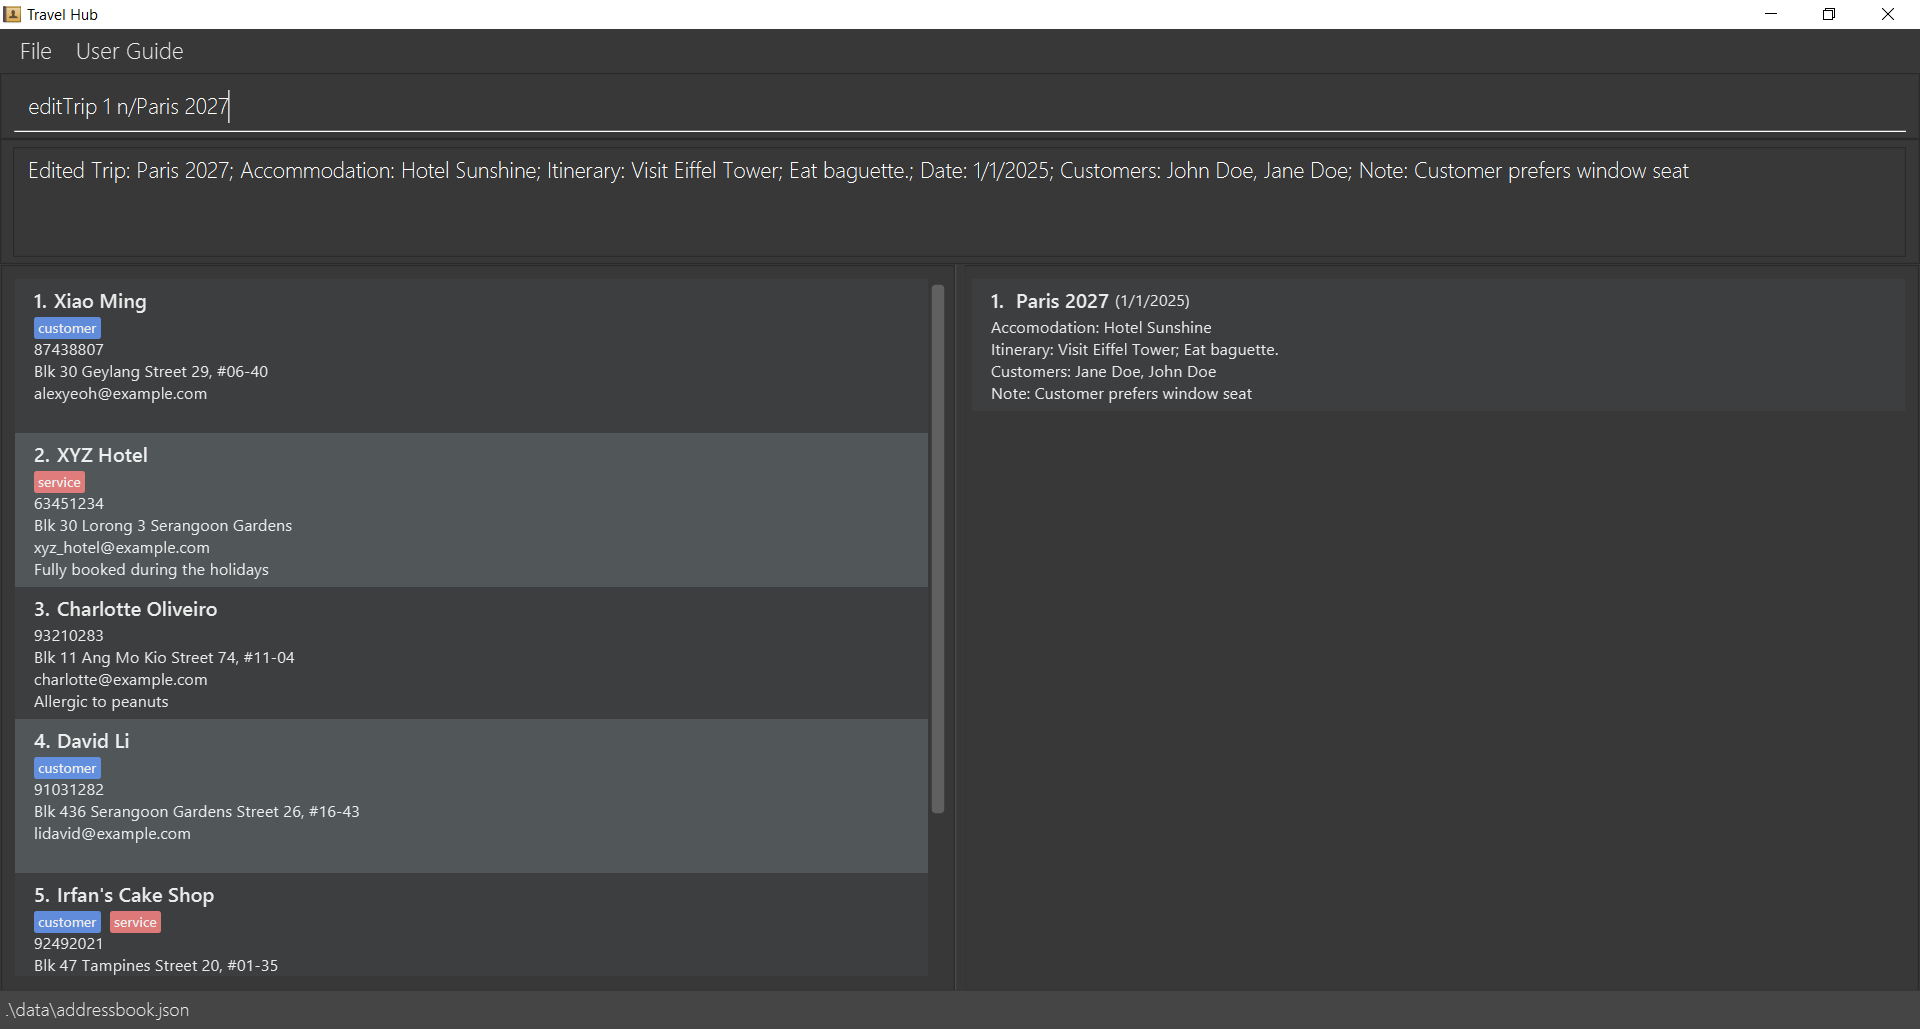 Travel Hub
File User Guide
editTrip 1 n/Paris 2027
Edited Trip: Paris 2027; Accommodation: Hotel Sunshine; Itinerary: Visit Eiffel Tower; Eat baguette.; Date: 1/1/2025; Customers: John Doe, Jane Doe; Note: Customer prefers window seat
1. Xiao Ming
customer
87438807
Blk 30 Geylang Street 29, #06-40
alexyeoh@example.com
2. XYZ Hotel
service
63451234
Blk 30 Lorong 3 Serangoon Gardens
xyz_hotel@example.com
Fully booked during the holidays
3. Charlotte Oliveiro
93210283
Blk 11 Ang Mo Kio Street 74, #11-04
charlotte@example.com
Allergic to peanuts
4. David Li
customer
91031282
Blk 436 Serangoon Gardens Street 26, #16-43
lidavid@example.com
5. Irfan's Cake Shop
customer service
92492021
Blk 47 Tampines Street 20, #01-35
1. Paris 2027 (1/1/2025)
Accomodation: Hotel Sunshine
Itinerary: Visit Eiffel Tower; Eat baguette.
Customers: Jane Doe, John Doe
Note: Customer prefers window seat
.\data\addressbook.json